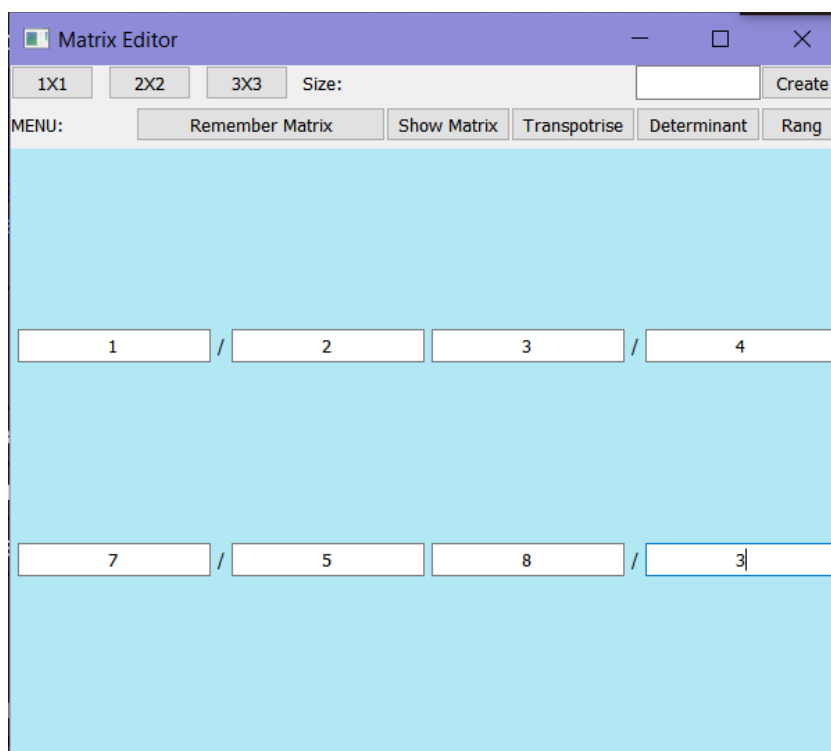 Matrix Editor
1X1 2X2 3X3 Size: Create
MENU: Remember Matrix Show Matrix Transpotrise Determinant Rang
1 / 2 3 / 4
7 / 5 8 / 3